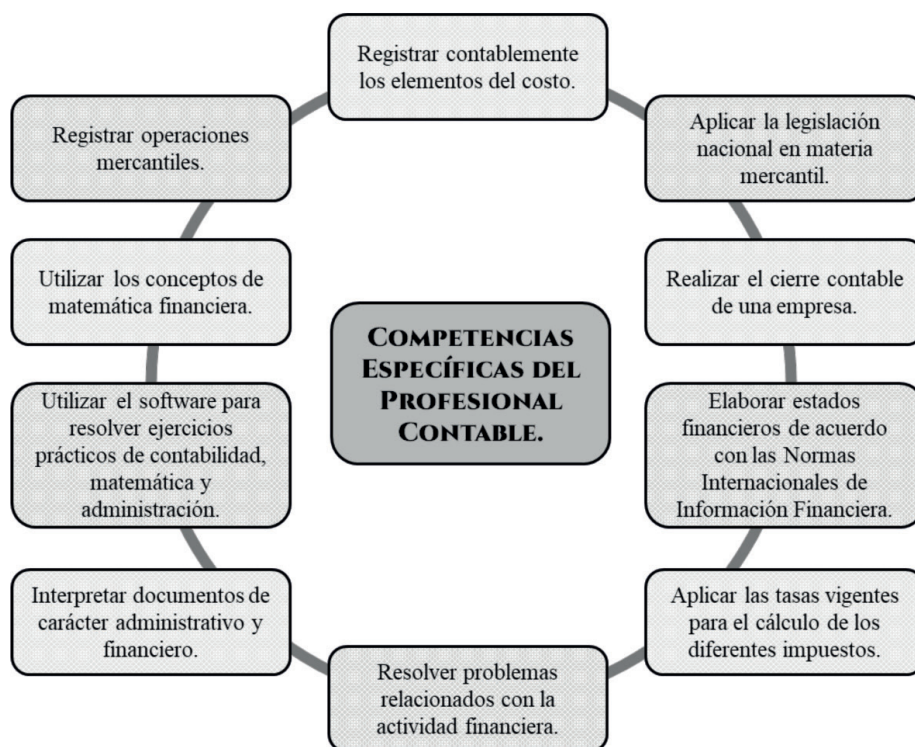 Registrar contablemente
los elementos del costo.
Aplicar la legislación
nacional en materia
mercantil.
Realizar el cierre contable
de una empresa.
Elaborar estados
financieros de acuerdo
con las Normas
Internacionales de
Información Financiera.
Aplicar las tasas vigentes
para el cálculo de los
diferentes impuestos.
Resolver problemas
relacionados con la
actividad financiera.
Interpretar documentos de
carácter administrativo y
financiero.
Utilizar el software para
resolver ejercicios
prácticos de contabilidad,
matemática y
administración.
Utilizar los conceptos de
matemática financiera.
Registrar operaciones
mercantiles.
COMPETENCIAS
ESPECÍFICAS DEL
PROFESIONAL
CONTABLE.